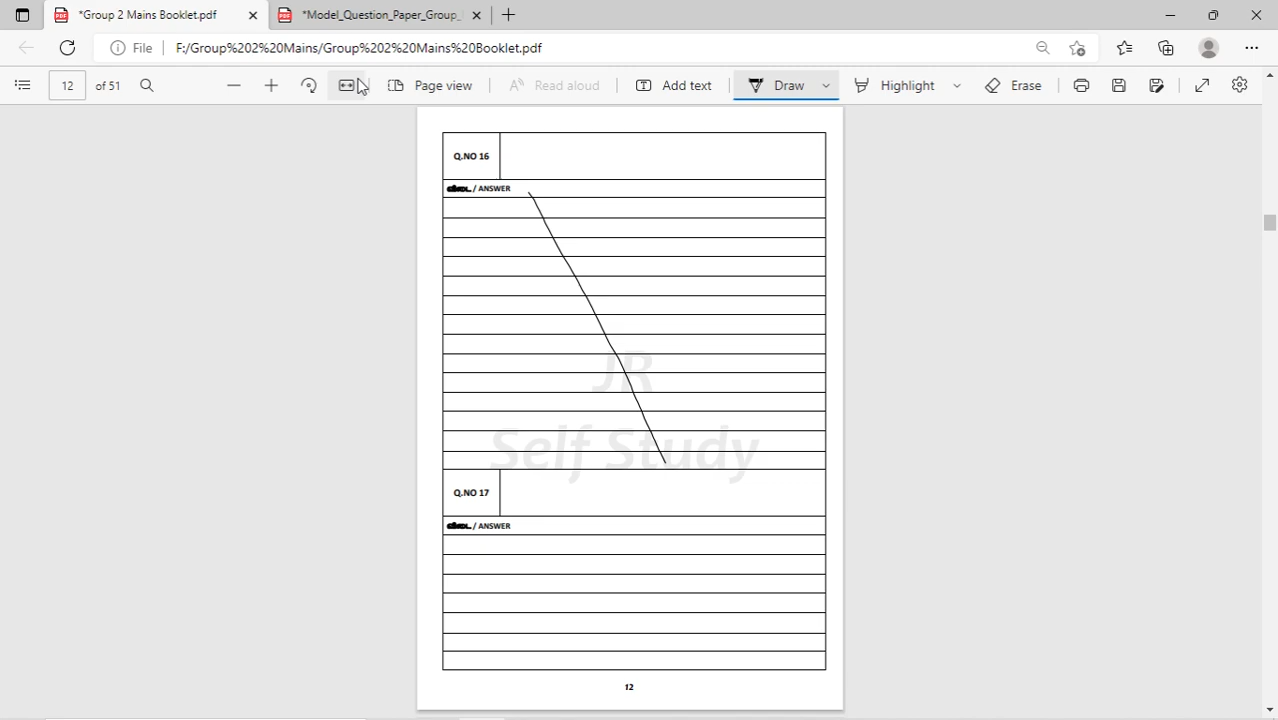 *Group 2 Mains Booklet.pdf
*Model_Question_Paper_Group_
File
F:/Group%202%20Mains/Group%202%20Mains%20Booklet.pdf
12 of 51
Page view
Read aloud
Add text
Draw
Highlight
Erase
Q.NO 16
/ ANSWER
JR
Self Study
Q.NO 17
/ ANSWER
12